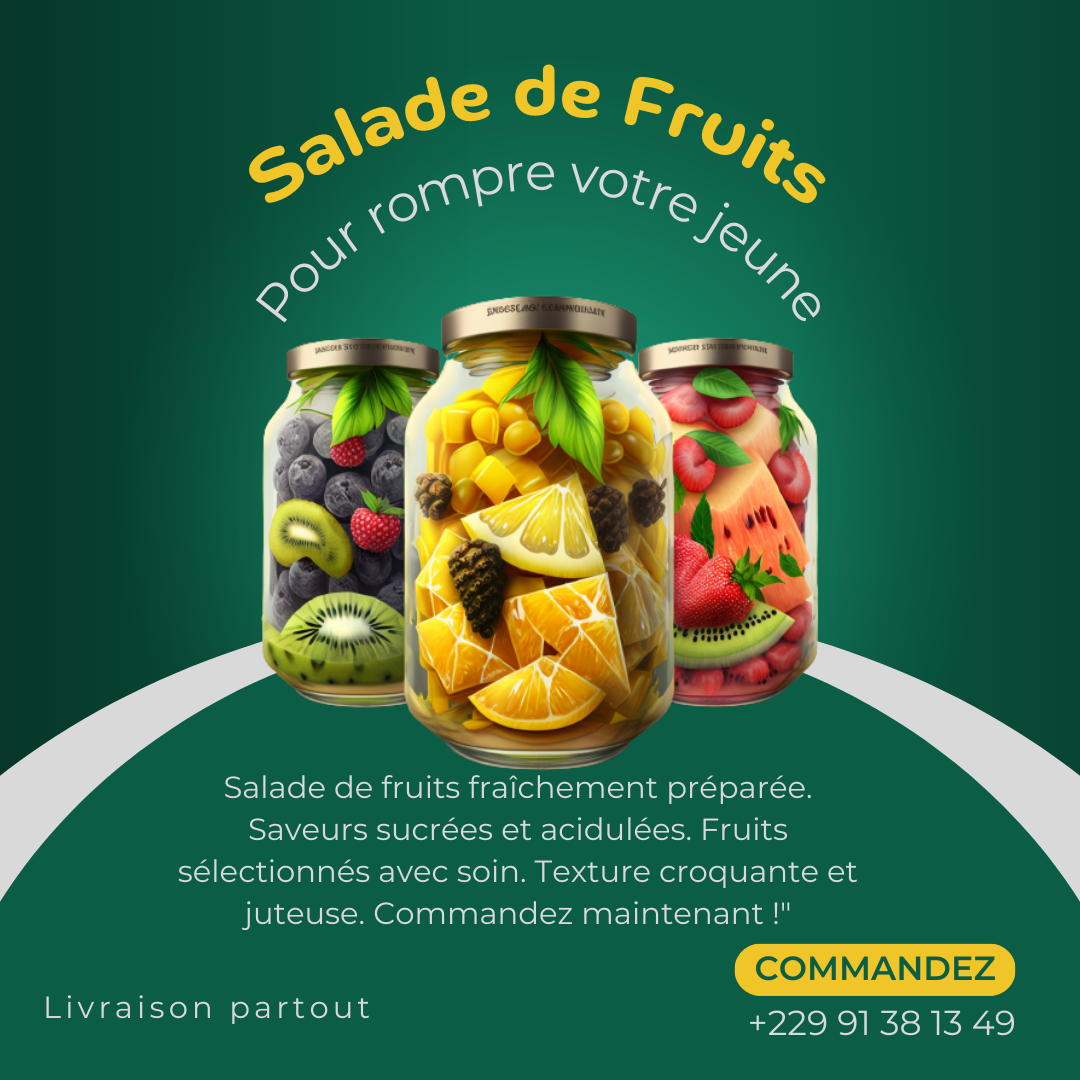 Salade de Fruits
Pour rompre votre jeune
Salade de fruits fraîchement préparée.
Saveurs sucrées et acidulées. Fruits
sélectionnés avec soin. Texture croquante et
juteuse. Commandez maintenant !"
COMMANDEZ
Livraison partout
+229 91 38 13 49